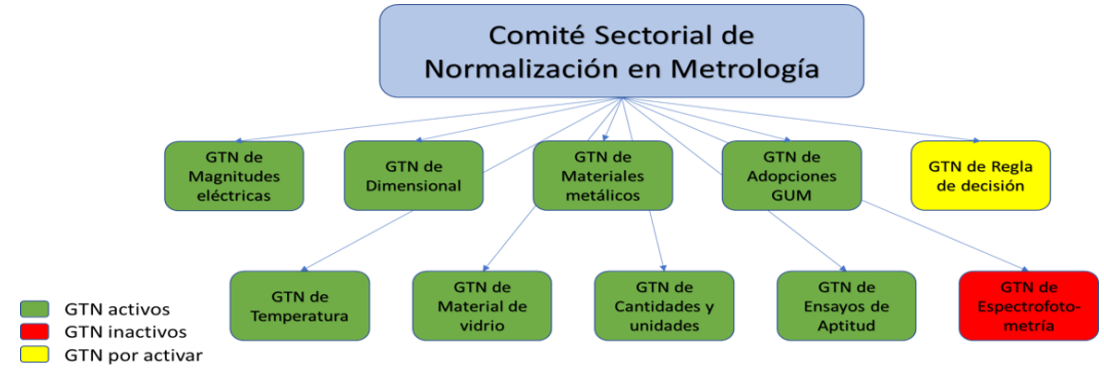 Comité Sectorial de
Normalización en Metrología
GTN de
Magnitudes
eléctricas
GTN de
Dimensional
GTN de
Materiales
metálicos
GTN de
Adopciones
GUM
GTN de Regla
de decisión
GTN de
Temperatura
GTN de
Material de
vidrio
GTN de
Cantidades y
unidades
GTN de
Ensayos de
Aptitud
GTN de
Espectrofoto-
metría
GTN activos
GTN inactivos
GTN por activar